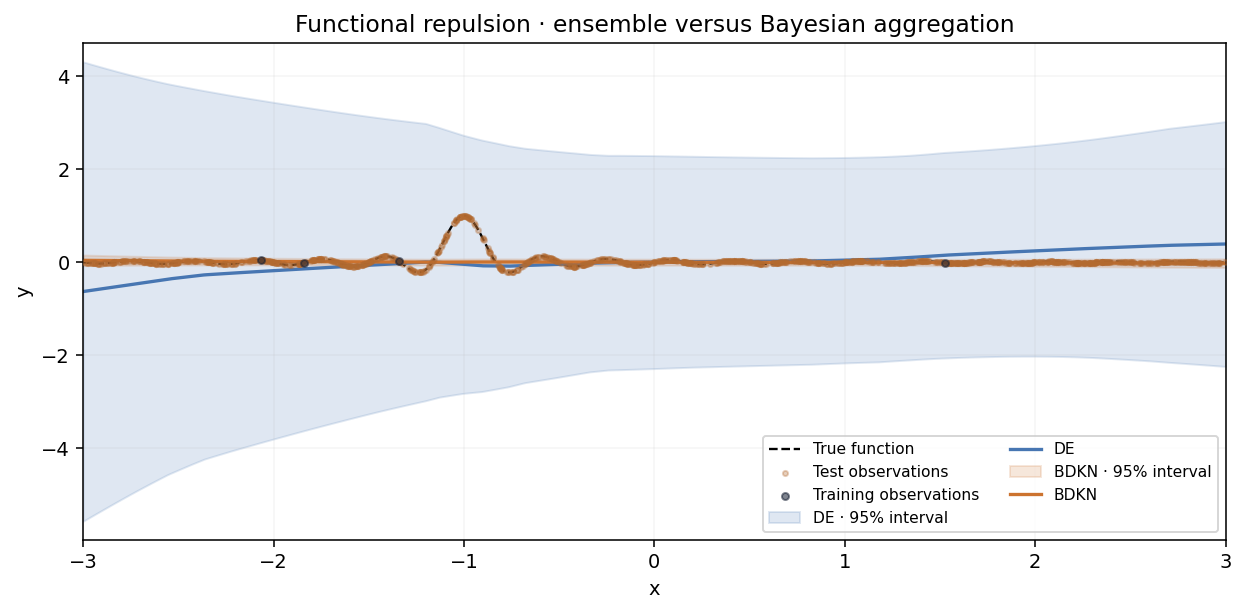 Functional repulsion · ensemble versus Bayesian aggregation
y
4
2
0
−2
−4
−3
−2
−1
0
1
2
3
x
True function
Test observations
Training observations
DE · 95% interval
DE
BDKN · 95% interval
BDKN